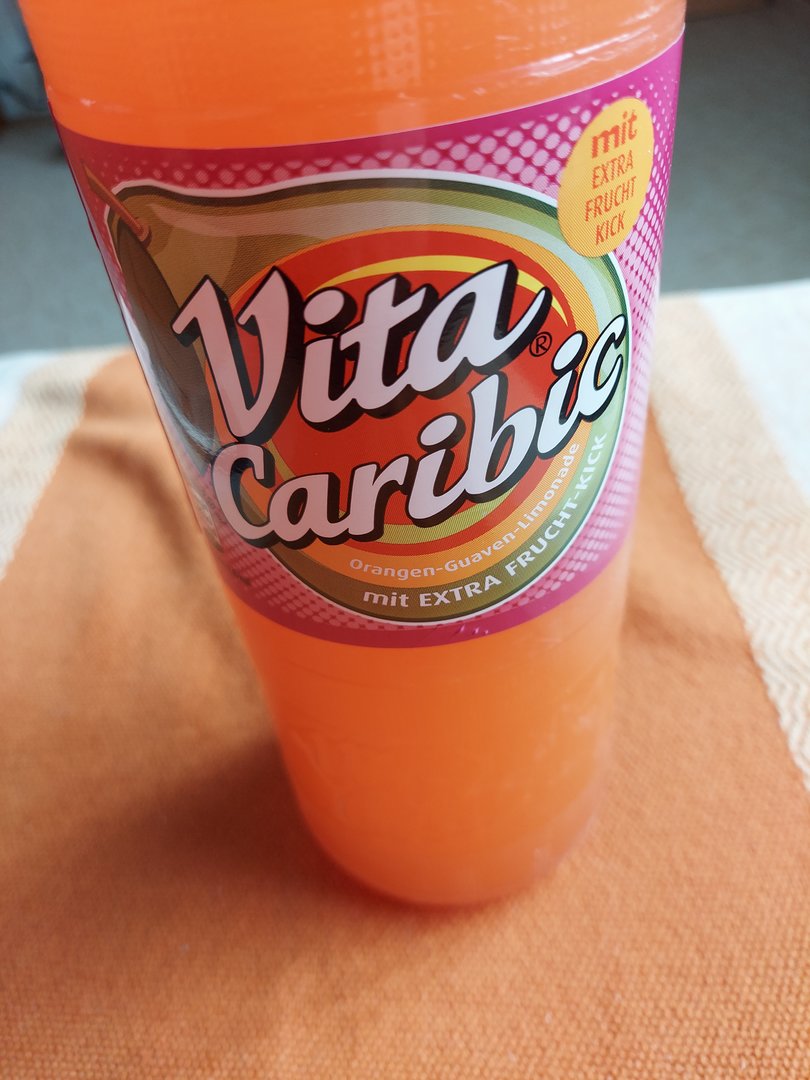 mit
EXTRA
FRUCHT
KICK
Vita
Caribic
®
Orangen-Guaven-Limonade
mit EXTRA FRUCHT-KICK